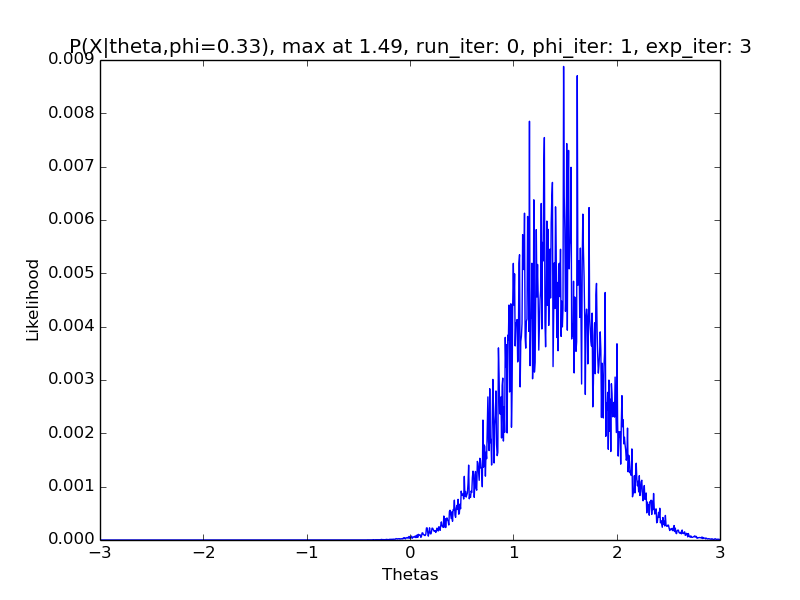 P(X|theta,phi=0.33), max at 1.49, run_iter: 0, phi_iter: 1, exp_iter: 3
0.009
0.008
0.007
0.006
0.005
0.004
0.003
0.002
0.001
0.000
Likelihood
−3 −2 −1 0 1 2 3
Thetas